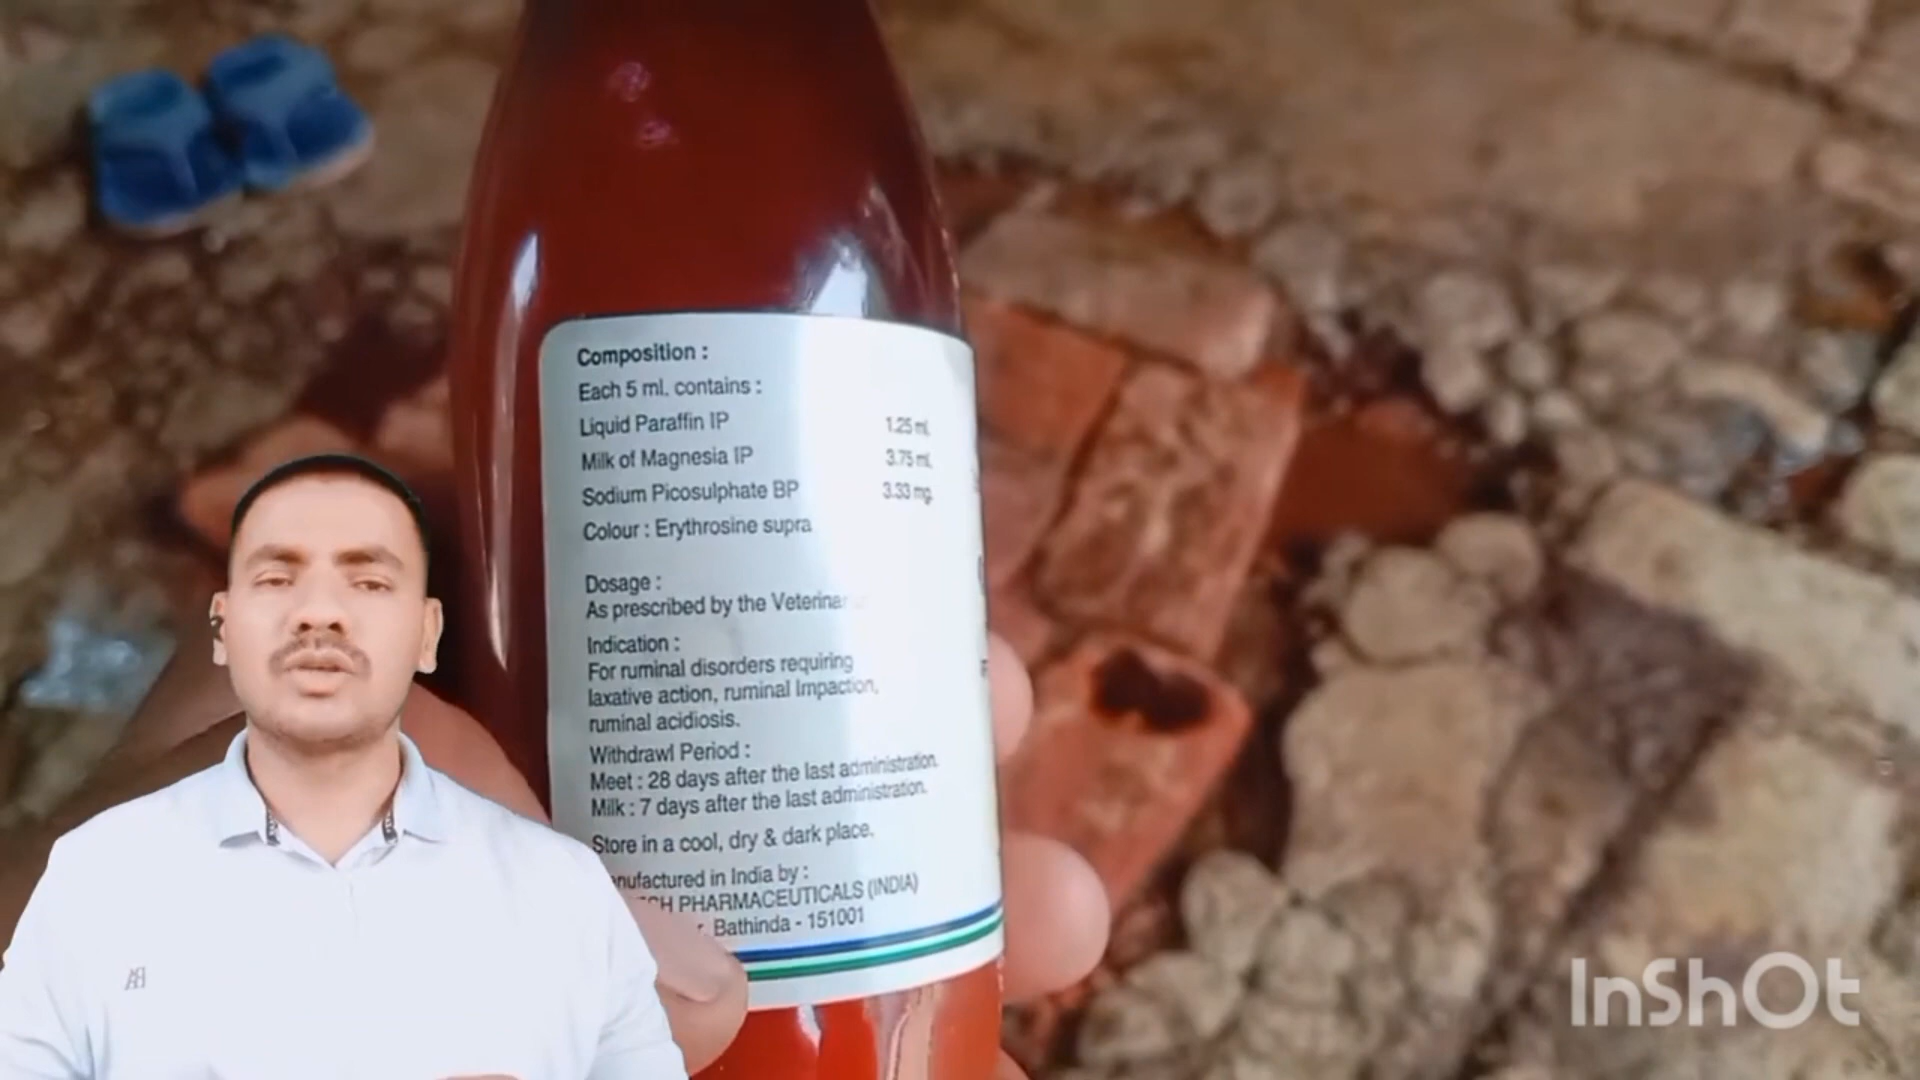 Composition :
Each 5 ml. contains :
Liquid Paraffin IP 1.25 ml.
Milk of Magnesia IP 3.75 ml.
Sodium Picosulphate BP 3.33 mg.
Colour : Erythrosine supra
Dosage :
As prescribed by the
Indication :
For ruminal disorders requiring
laxative action, ruminal Impaction,
ruminal acidiosis.
Withdrawl Period :
Meet : 28 days after the last administration.
Milk : 7 days after the last administration.
Store in a cool, dry & dark place.
in India by :
PHARMACEUTICALS (INDIA)
Bathinda - 151001
InShOt